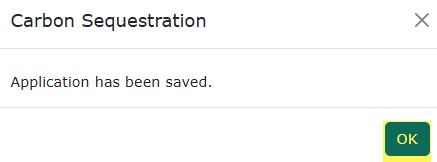 Carbon Sequestration
Application has been saved.
OK